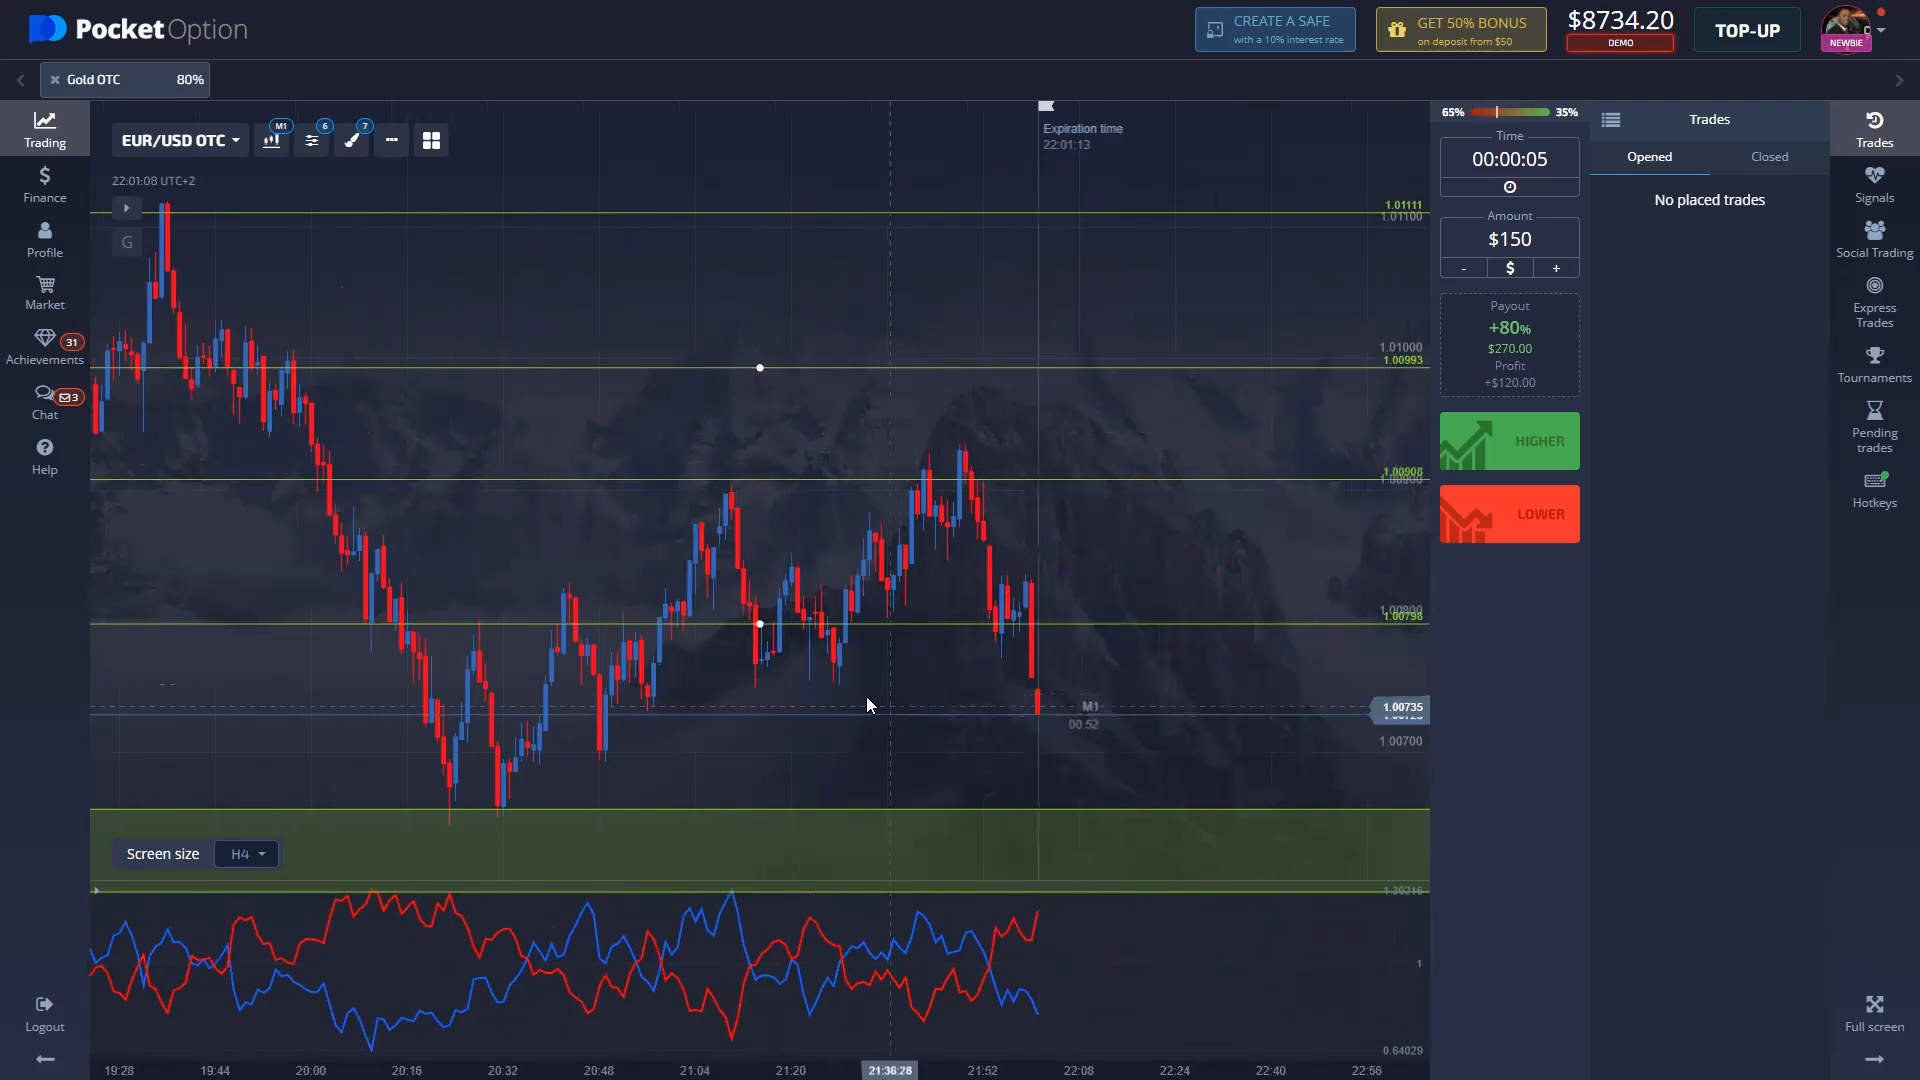 PocketOption
CREATE A SAFE
with a 10% interest rate
GET 50% BONUS
on deposit from $50
$8734.20
DEMO
TOP-UP
NEWBIE
Gold OTC 80%
Trading
Finance
Profile
Market
Achievements 31
Chat 3
Help
Logout
EUR/USD OTC
M1
6
7
22:01:08 UTC+2
G
Expiration time
22:01:13
1.01111
1.01100
1.01000
1.00993
1.00908
1.00900
1.00800
1.00798
M1
00:52
1.00735
1.00700
Screen size H4
1.39216
1
0.64029
19:28 19:44 20:00 20:16 20:32 20:48 21:04 21:20 21:36:28 21:52 22:08 22:24 22:40 22:56
65% 35%
Time
00:00:05
Amount
$150
- $ +
Payout
+80%
$270.00
Profit
+$120.00
HIGHER
LOWER
Trades
Opened Closed
No placed trades
Trades
Signals
Social Trading
Express
Trades
Tournaments
Pending
trades
Hotkeys
Full screen